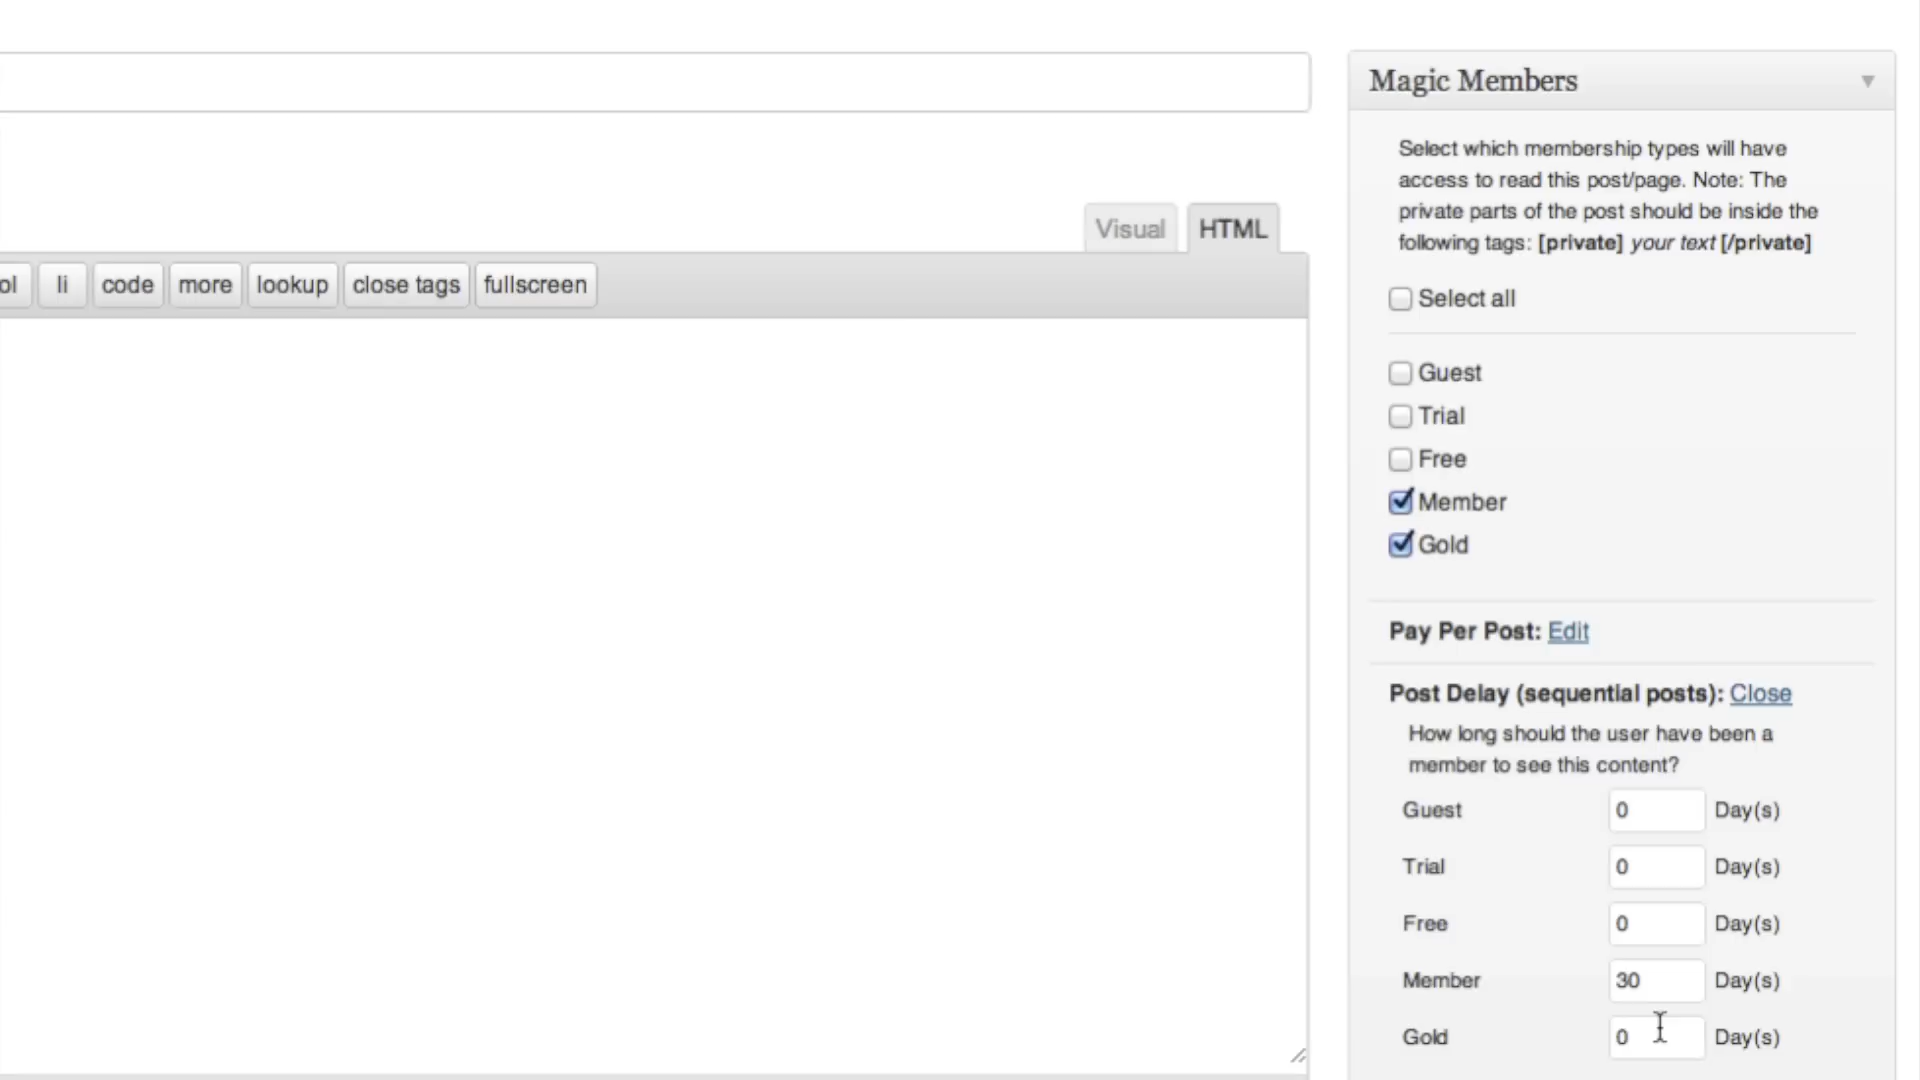 Magic Members
Select which membership types will have
access to read this post/page. Note: The
private parts of the post should be inside the
following tags: [private] your text [/private]
Visual HTML
ol li code more lookup close tags fullscreen
Select all
Guest
Trial
Free
Member
Gold
Pay Per Post: Edit
Post Delay (sequential posts): Close
How long should the user have been a
member to see this content?
Guest 0 Day(s)
Trial 0 Day(s)
Free 0 Day(s)
Member 30 Day(s)
Gold 0 Day(s)